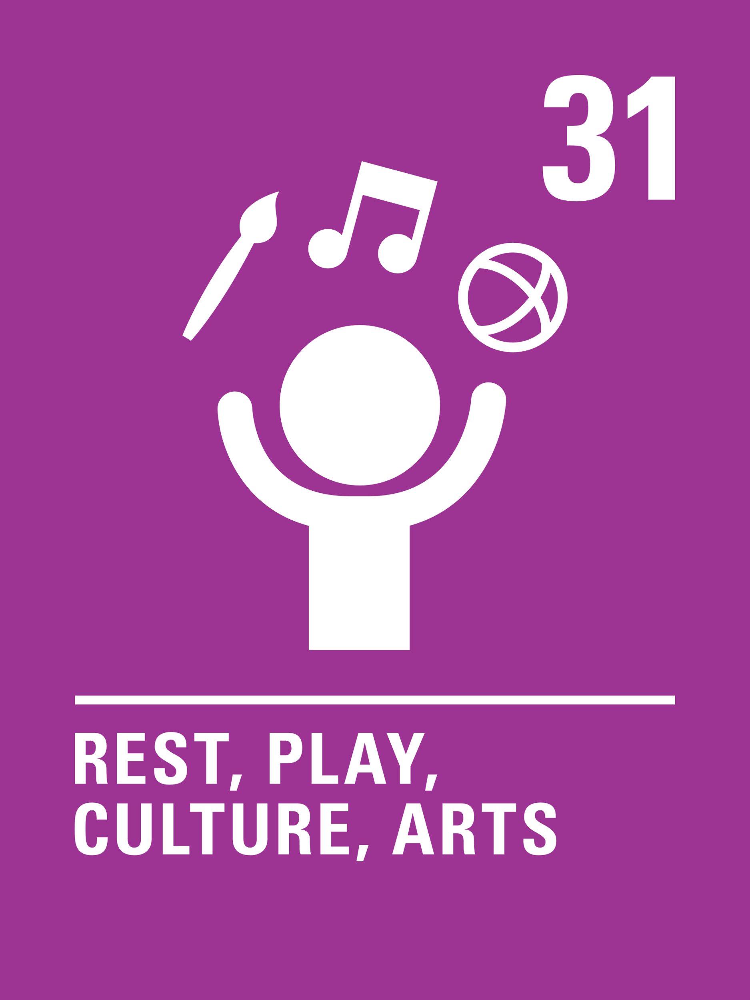 31
REST, PLAY,
CULTURE, ARTS